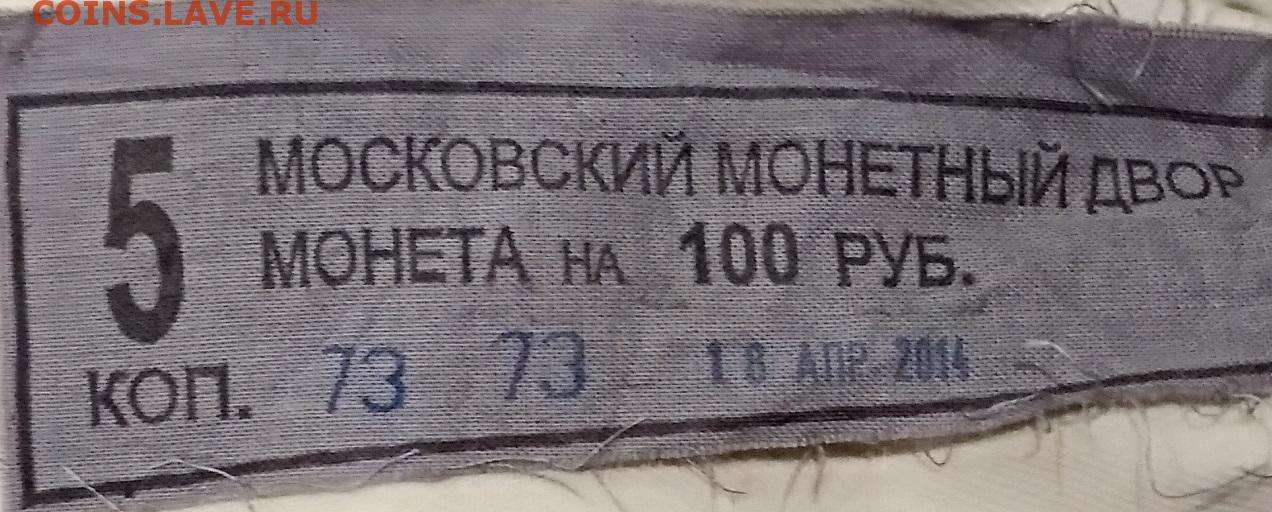 COINS.LAVE.RU
5 МОСКОВСКИЙ МОНЕТНЫЙ ДВОР
МОНЕТА НА 100 РУБ.
КОП. 73 73 18 АПР 2014